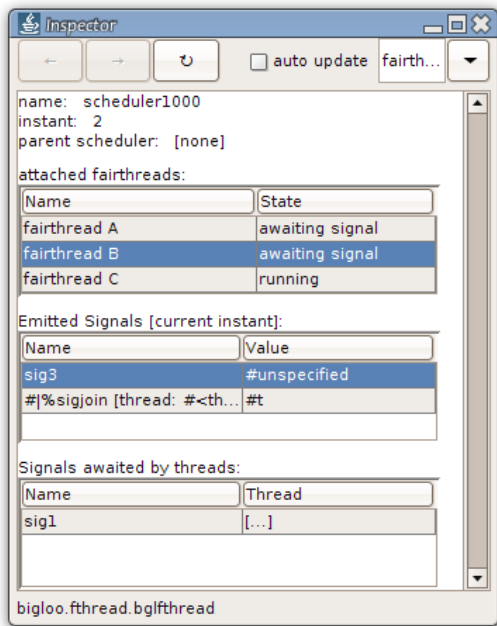 Inspector
auto update fairth...
name: scheduler1000
instant: 2
parent scheduler: [none]
attached fairthreads:
Name State
fairthread A awaiting signal
fairthread B awaiting signal
fairthread C running
Emitted Signals [current instant]:
Name Value
sig3 #unspecified
#|%sigjoin [thread: #<th... #t
Signals awaited by threads:
Name Thread
sig1 [...]
bigloo.fthread.bglfthread